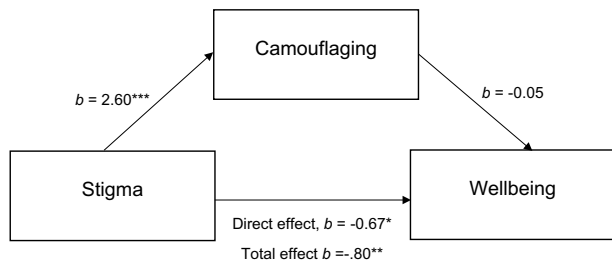 Camouflaging
b = 2.60***
b = -0.05
Stigma
Wellbeing
Direct effect, b = -0.67*
Total effect b =-.80**